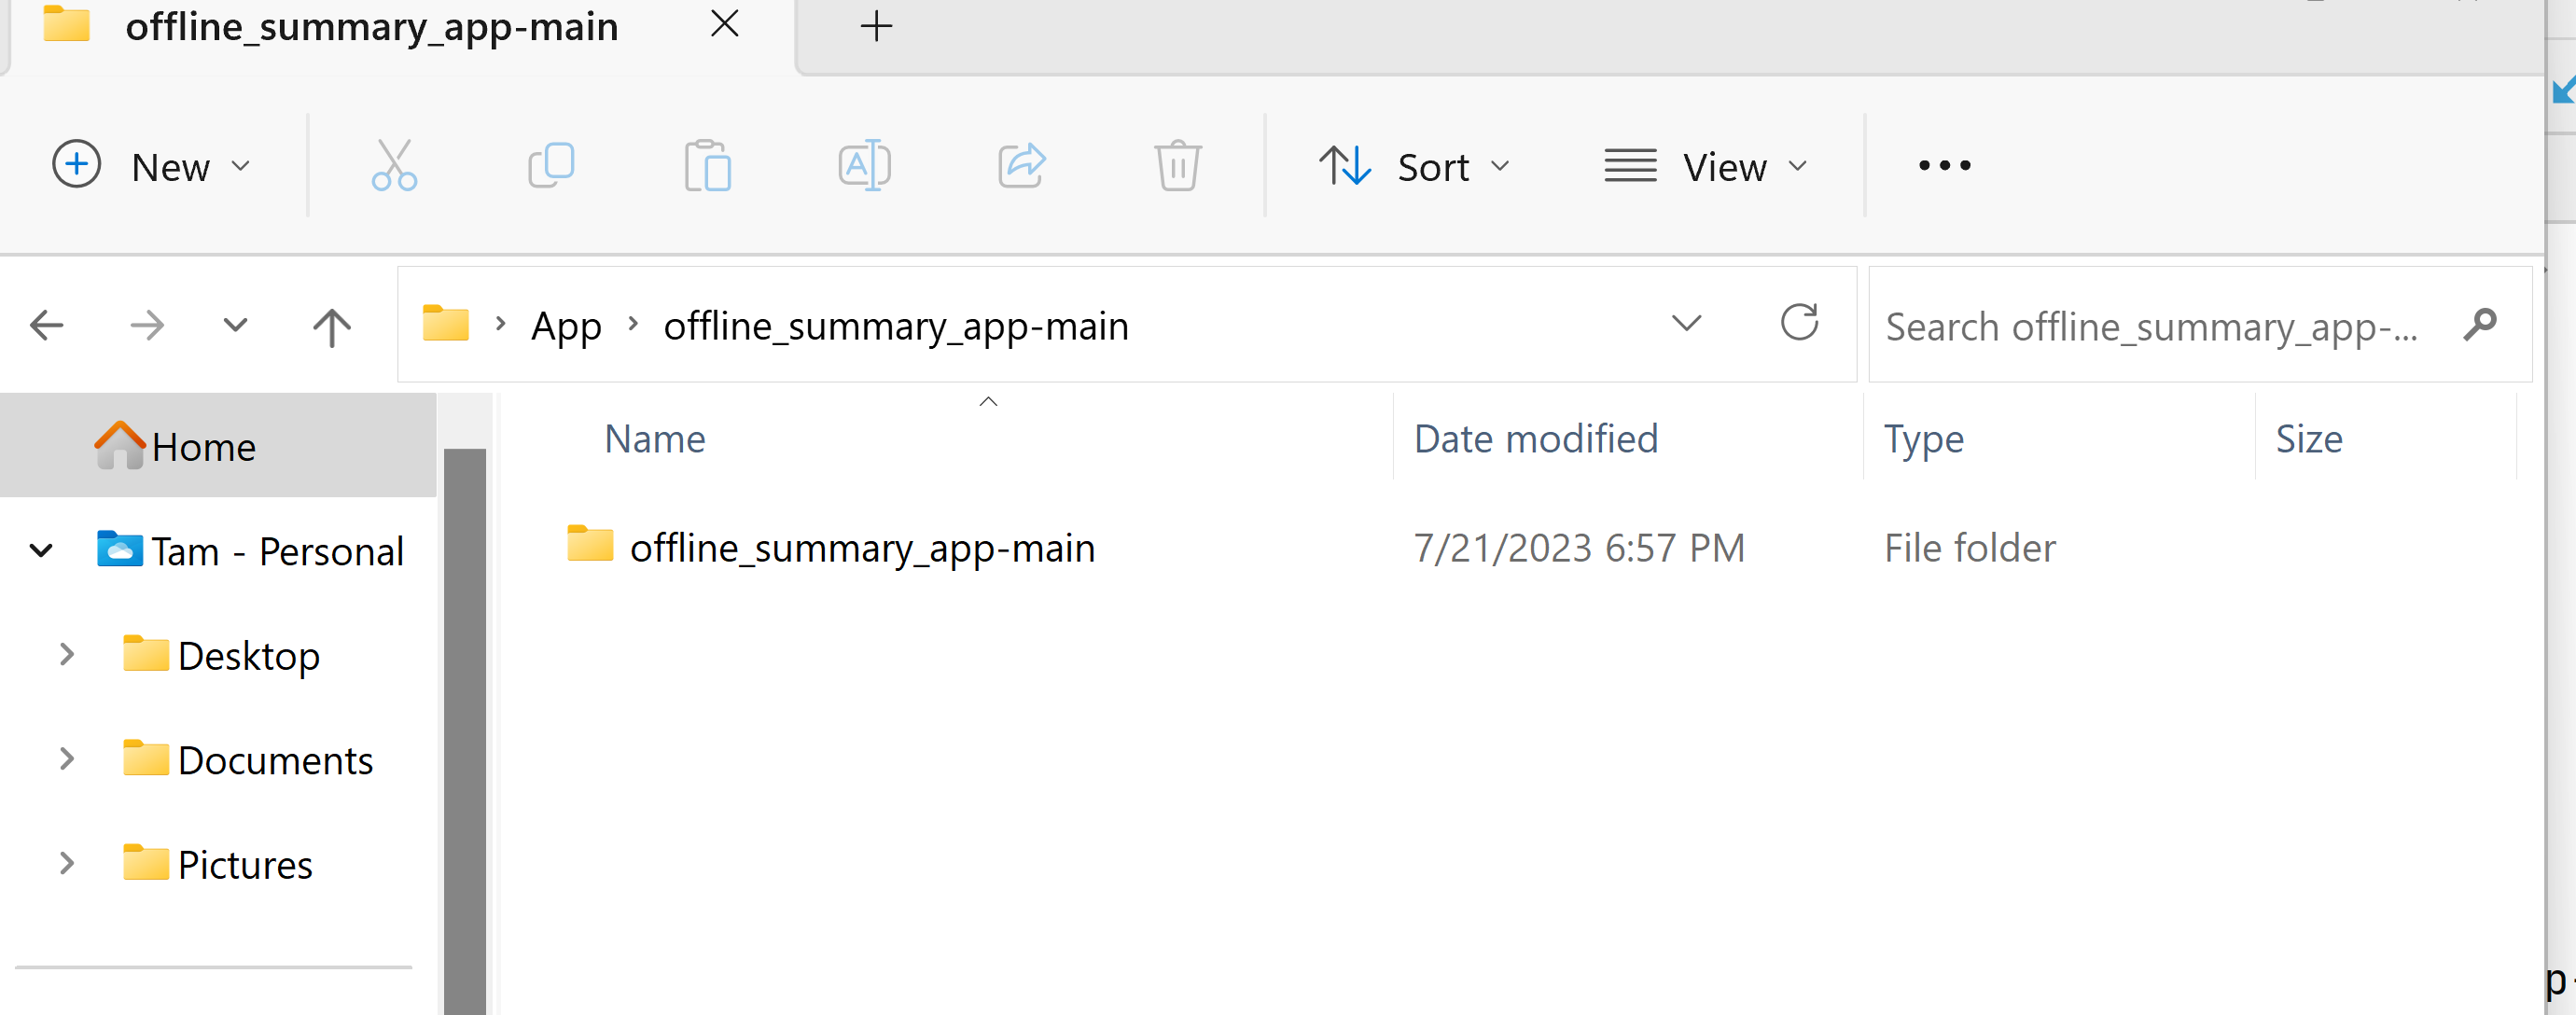 offline_summary_app-main
New
Sort
View
App
offline_summary_app-main
Search offline_summary_app-...
Home
Tam - Personal
Desktop
Documents
Pictures
Name
Date modified
Type
Size
offline_summary_app-main
7/21/2023 6:57 PM
File folder